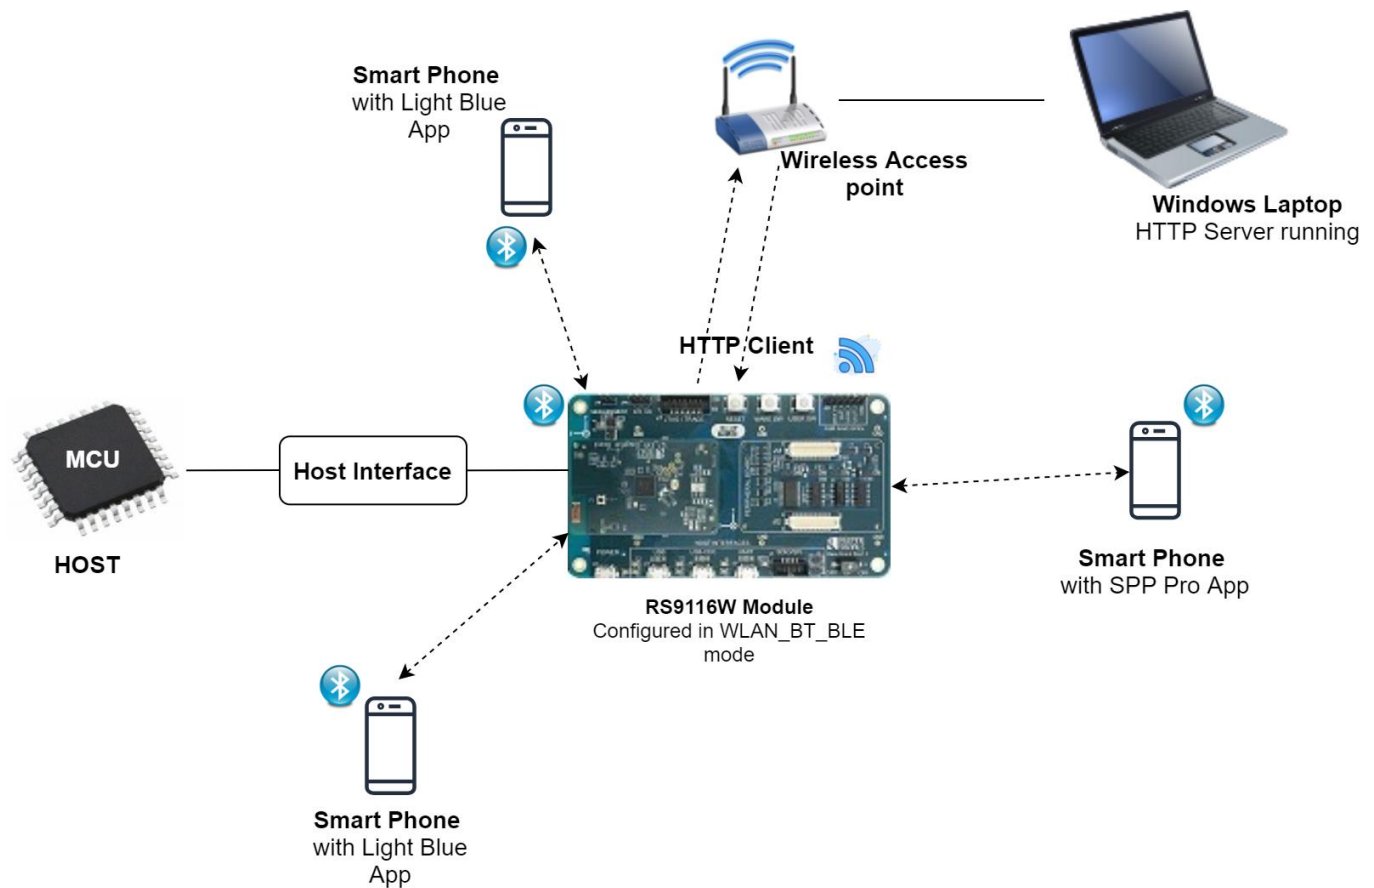 Smart Phone
with Light Blue
App
Wireless Access
point
Windows Laptop
HTTP Server running
HTTP Client
MCU
Host Interface
HOST
RESET
POWER
RS9116W Module
Configured in WLAN_BT_BLE
mode
Smart Phone
with SPP Pro App
Smart Phone
with Light Blue
App